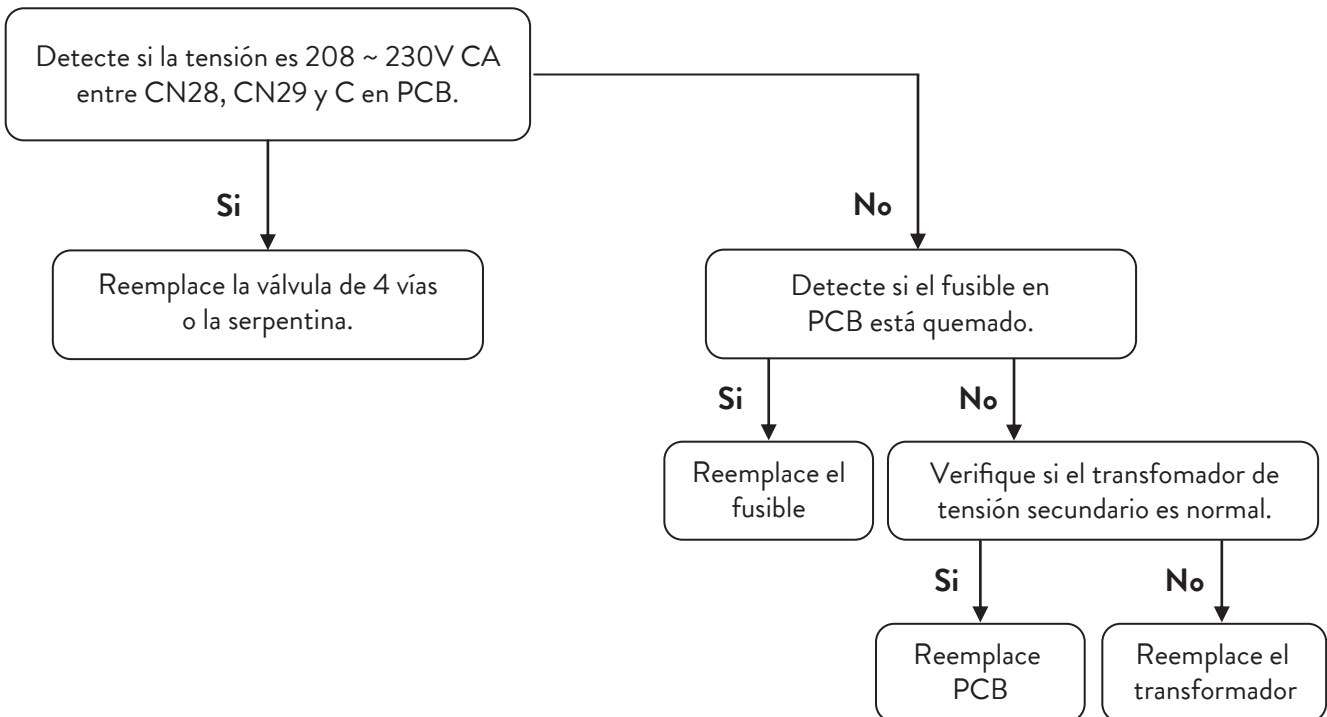 Detecte si la tensión es 208 ~ 230V CA
entre CN28, CN29 y C en PCB.
Si
No
Reemplace la válvula de 4 vías
o la serpentina.
Detecte si el fusible en
PCB está quemado.
Si
No
Reemplace el
fusible
Verifique si el transfomador de
tensión secundario es normal.
Si
No
Reemplace
PCB
Reemplace el
transformador